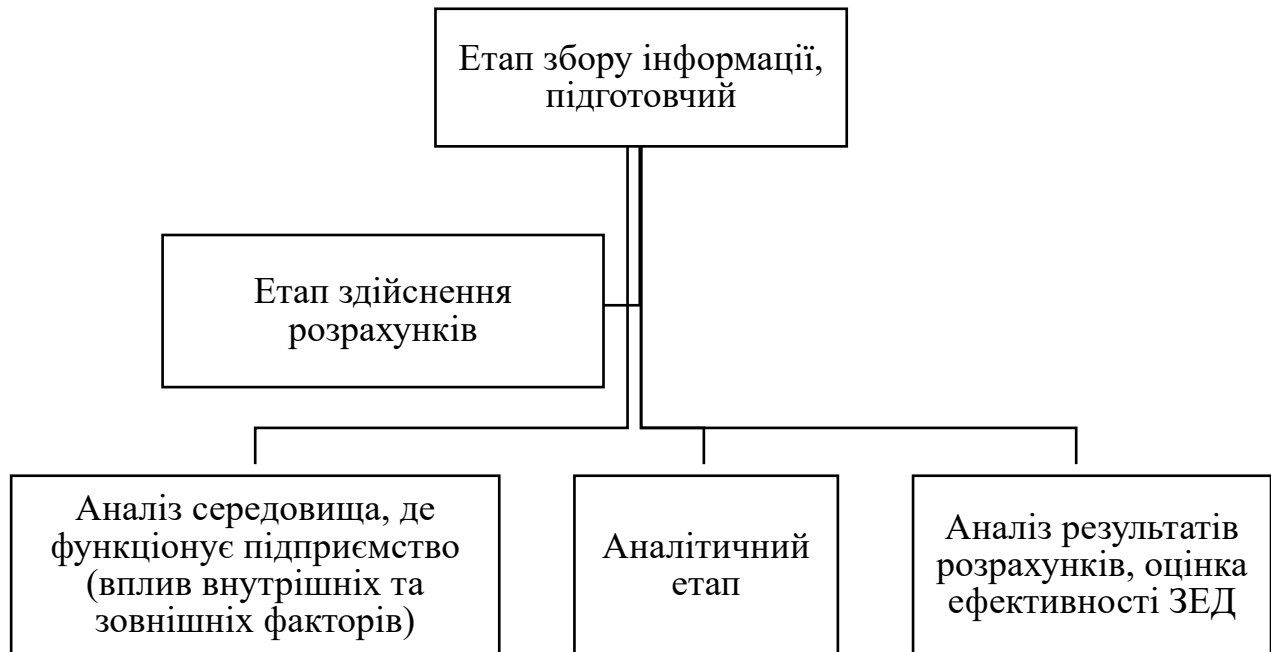 Етап збору інформації,
підготовчий
Етап здійснення
розрахунків
Аналіз середовища, де
функціонує підприємство
(вплив внутрішніх та
зовнішніх факторів)
Аналітичний
етап
Аналіз результатів
розрахунків, оцінка
ефективності ЗЕД